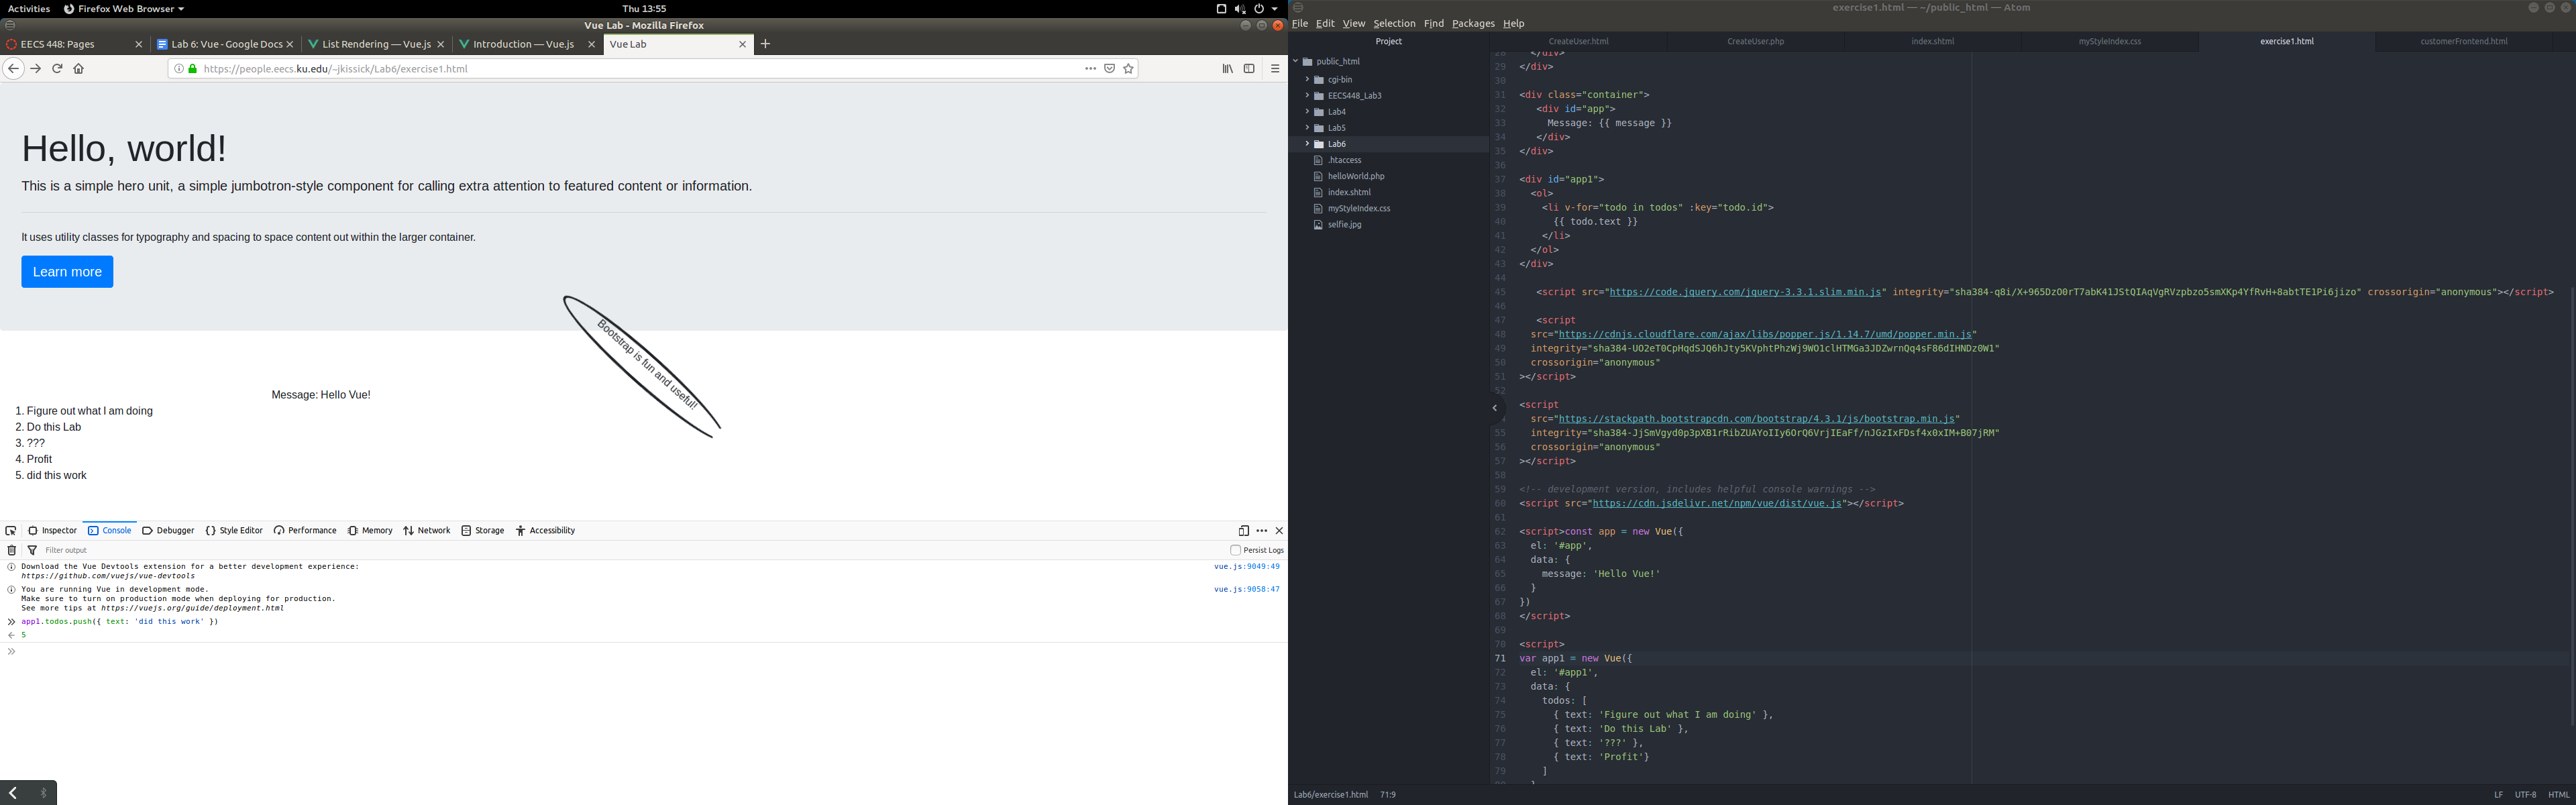 Activities Firefox Web Browser Thu 13:55
Vue Lab - Mozilla Firefox
EECS 448: Pages Lab 6: Vue - Google Docs List Rendering — Vue.js Introduction — Vue.js Vue Lab
https://people.eecs.ku.edu/~jkissick/Lab6/exercise1.html
Hello, world!
This is a simple hero unit, a simple jumbotron-style component for calling extra attention to featured content or information.
It uses utility classes for typography and spacing to space content out within the larger container.
Learn more
Bootstrap is fun and useful!
Message: Hello Vue!
1. Figure out what I am doing
2. Do this Lab
3. ???
4. Profit
5. did this work
Inspector Console Debugger Style Editor Performance Memory Network Storage Accessibility
Filter output Persist Logs
Download the Vue Devtools extension for a better development experience: vue.js:9049:49
https://github.com/vuejs/vue-devtools
You are running Vue in development mode. vue.js:9058:47
Make sure to turn on production mode when deploying for production.
See more tips at https://vuejs.org/guide/deployment.html
app1.todos.push({ text: 'did this work' })
5
exercise1.html — ~/public_html — Atom
File Edit View Selection Find Packages Help
Project
public_html
cgi-bin
EECS448_Lab3
Lab4
Lab5
Lab6
.htaccess
helloWorld.php
index.shtml
myStyleIndex.css
selfie.jpg
CreateUser.html CreateUser.php index.shtml myStyleIndex.css exercise1.html customerFrontend.html
28 </div>
29 </div>
30
31 <div class="container">
32 <div id="app">
33 Message: {{ message }}
34 </div>
35 </div>
36
37 <div id="app1">
38 <ol>
39 <li v-for="todo in todos" :key="todo.id">
40 {{ todo.text }}
41 </li>
42 </ol>
43 </div>
44
45 <script src="https://code.jquery.com/jquery-3.3.1.slim.min.js" integrity="sha384-q8i/X+965DzO0rT7abK41JStQIAqVgRVzpbzo5smXKp4YfRvH+8abtTE1Pi6jizo" crossorigin="anonymous"></script>
46
47 <script
48 src="https://cdnjs.cloudflare.com/ajax/libs/popper.js/1.14.7/umd/popper.min.js"
49 integrity="sha384-UO2eT0CpHqdSJQ6hJty5KVphtPhzWj9WO1clHTMGa3JDZwrnQq4sF86dIHNDz0W1"
50 crossorigin="anonymous"
51 ></script>
52
<script
src="https://stackpath.bootstrapcdn.com/bootstrap/4.3.1/js/bootstrap.min.js"
55 integrity="sha384-JjSmVgyd0p3pXB1rRibZUAYoIIy6OrQ6VrjIEaFf/nJGzIxFDsf4x0xIM+B07jRM"
56 crossorigin="anonymous"
57 ></script>
58
59 <!-- development version, includes helpful console warnings -->
60 <script src="https://cdn.jsdelivr.net/npm/vue/dist/vue.js"></script>
61
62 <script>const app = new Vue({
63 el: '#app',
64 data: {
65 message: 'Hello Vue!'
66 }
67 })
68 </script>
69
70 <script>
71 var app1 = new Vue({
72 el: '#app1',
73 data: {
74 todos: [
75 { text: 'Figure out what I am doing' },
76 { text: 'Do this Lab' },
77 { text: '???' },
78 { text: 'Profit'}
79 ]
80 }
Lab6/exercise1.html 71:9 LF UTF-8 HTML